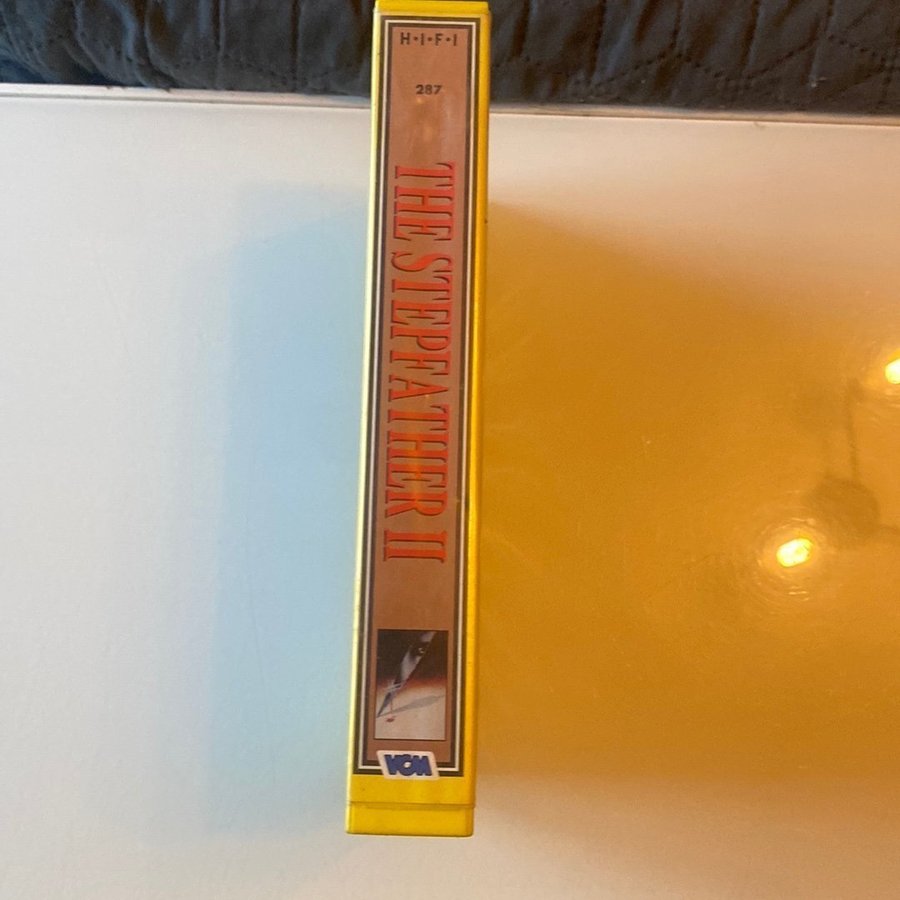 H•I•F•I
287
THE STEPFATHER II
VCM